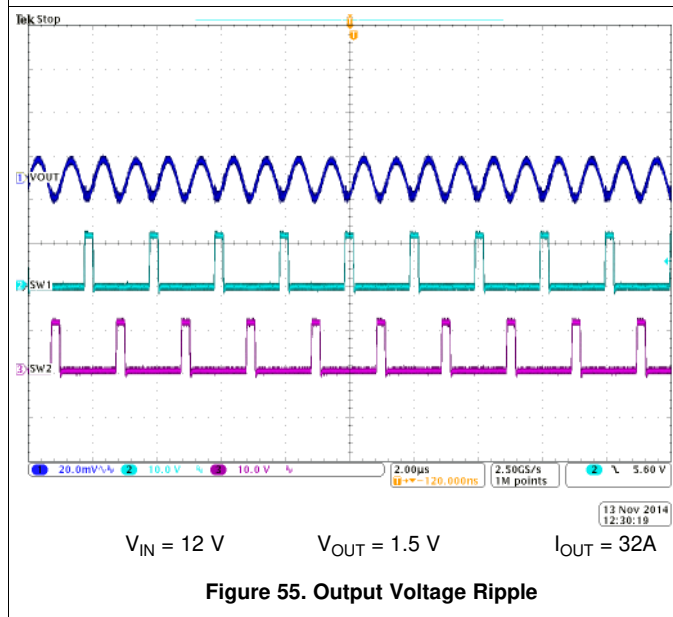 Tek Stop
T
1 VOUT
2 SW1
3 SW2
1 20.0mV 2 10.0 V 3 10.0 V
2.00µs
T→▼-120.000ns
2.50GS/s
1M points
2 5.60 V
13 Nov 2014
12:30:19
VIN = 12 V VOUT = 1.5 V IOUT = 32A
Figure 55. Output Voltage Ripple